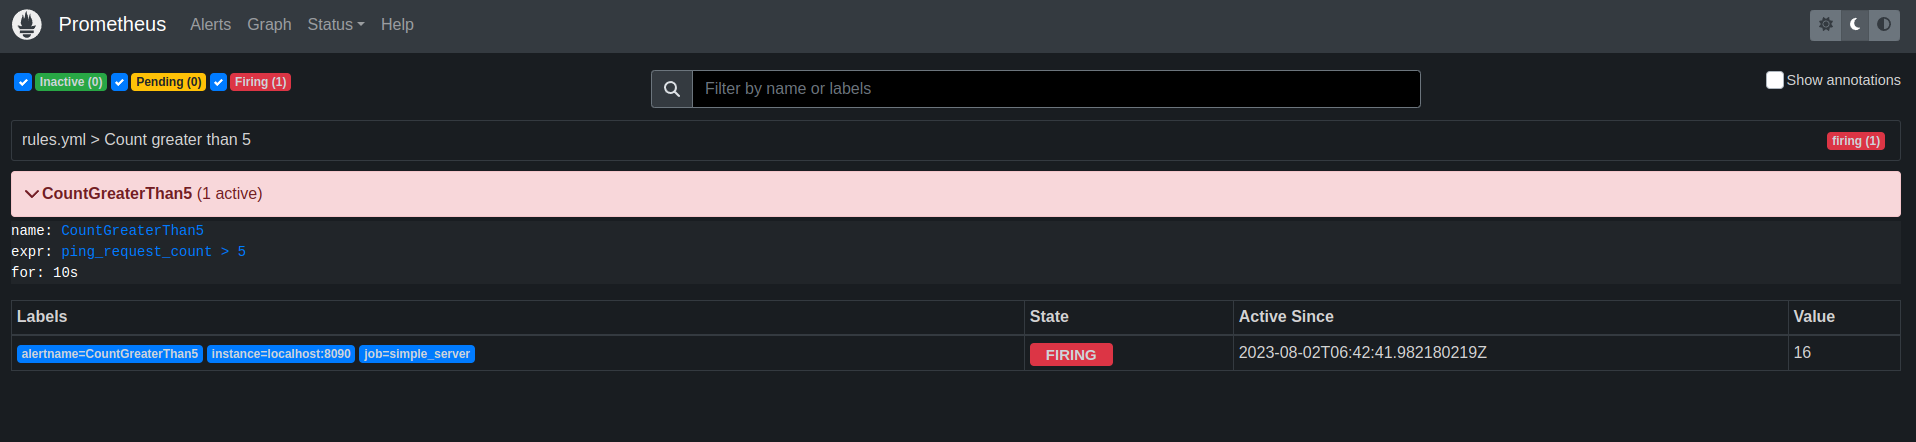 Prometheus Alerts Graph Status Help
Inactive (0) Pending (0) Firing (1) Filter by name or labels Show annotations
rules.yml > Count greater than 5 firing (1)
CountGreaterThan5 (1 active)
name: CountGreaterThan5
expr: ping_request_count > 5
for: 10s
Labels State Active Since Value
alertname=CountGreaterThan5 instance=localhost:8090 job=simple_server FIRING 2023-08-02T06:42:41.982180219Z 16